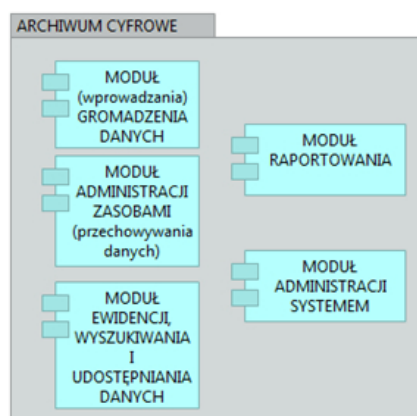 ARCHIWUM CYFROWE
MODUŁ
(wprowadzania)
GROMADZENIA
DANYCH
MODUŁ
ADMINISTRACJI
ZASOBAMI
(przechowywania
danych)
MODUŁ
EWIDENCJI,
WYSZUKIWANIA
I
UDOSTĘPNIANIA
DANYCH
MODUŁ
RAPORTOWANIA
MODUŁ
ADMINISTRACJI
SYSTEMEM